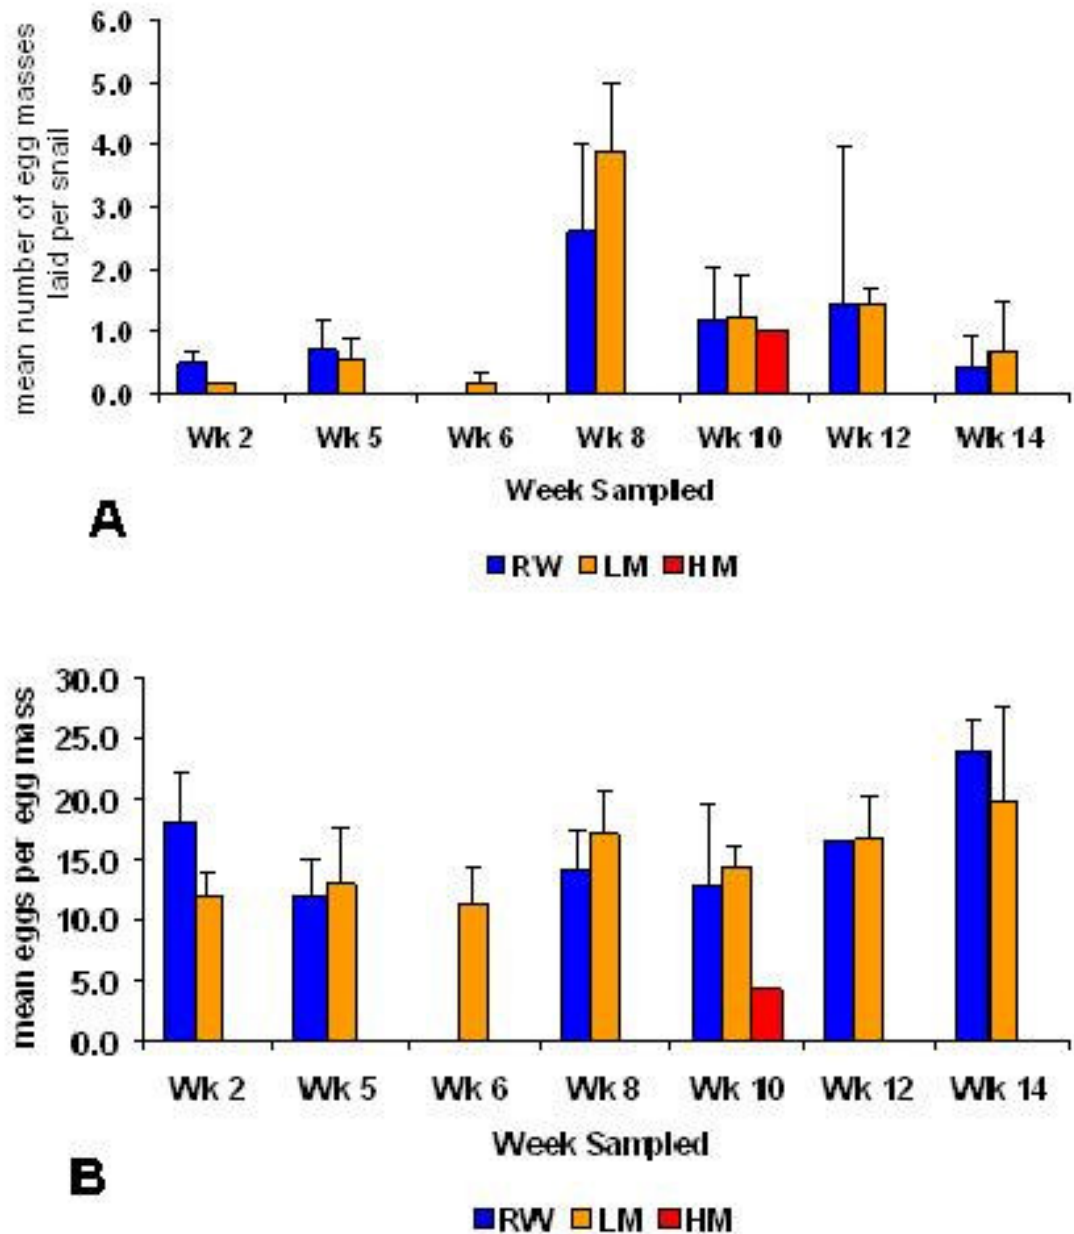 mean number of egg masses
laid per snail
6.0
5.0
4.0
3.0
2.0
1.0
0.0
Wk 2 Wk 5 Wk 6 Wk 8 Wk 10 Wk 12 Wk 14
Week Sampled
A
RW LM HM
mean eggs per egg mass
30.0
25.0
20.0
15.0
10.0
5.0
0.0
Wk 2 Wk 5 Wk 6 Wk 8 Wk 10 Wk 12 Wk 14
Week Sampled
B
RW LM HM